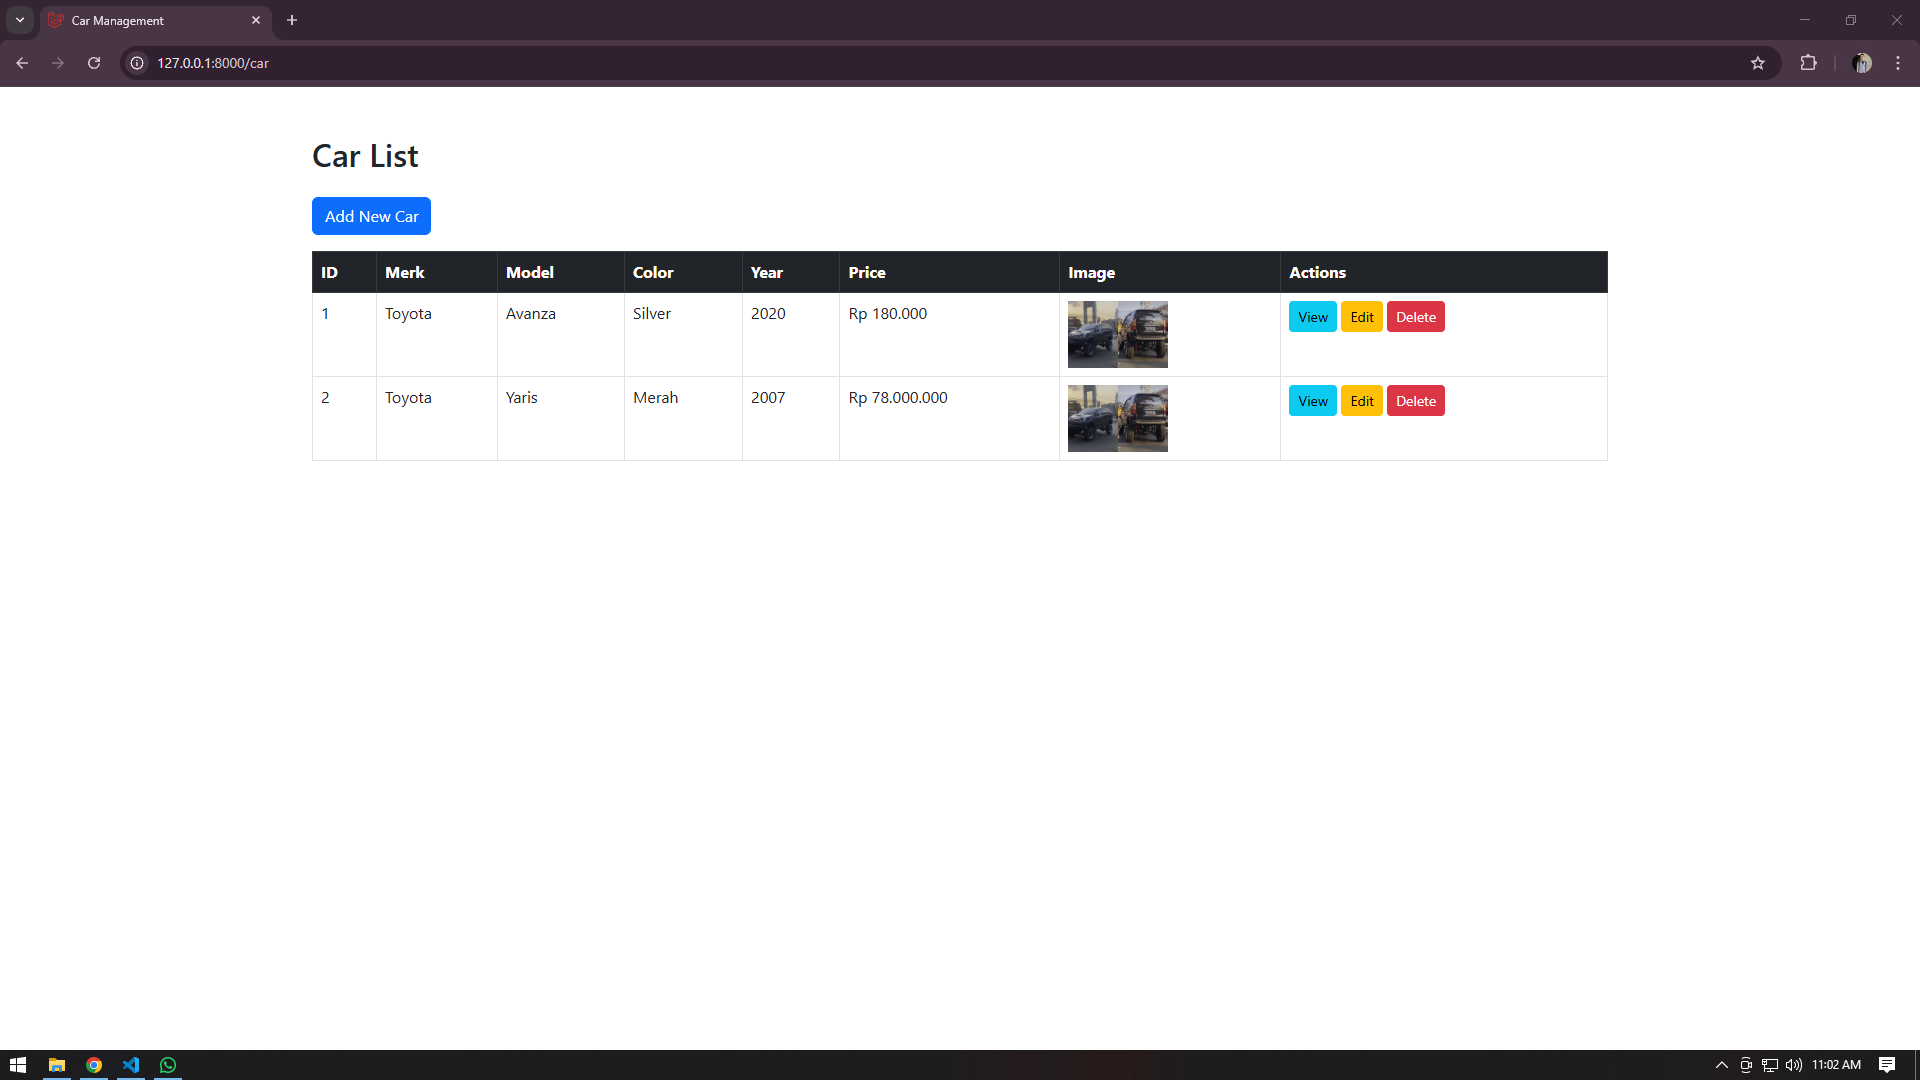 Car Management
127.0.0.1:8000/car
Car List
Add New Car
ID Merk Model Color Year Price Image Actions
1 Toyota Avanza Silver 2020 Rp 180.000 View Edit Delete
2 Toyota Yaris Merah 2007 Rp 78.000.000 View Edit Delete
11:02 AM